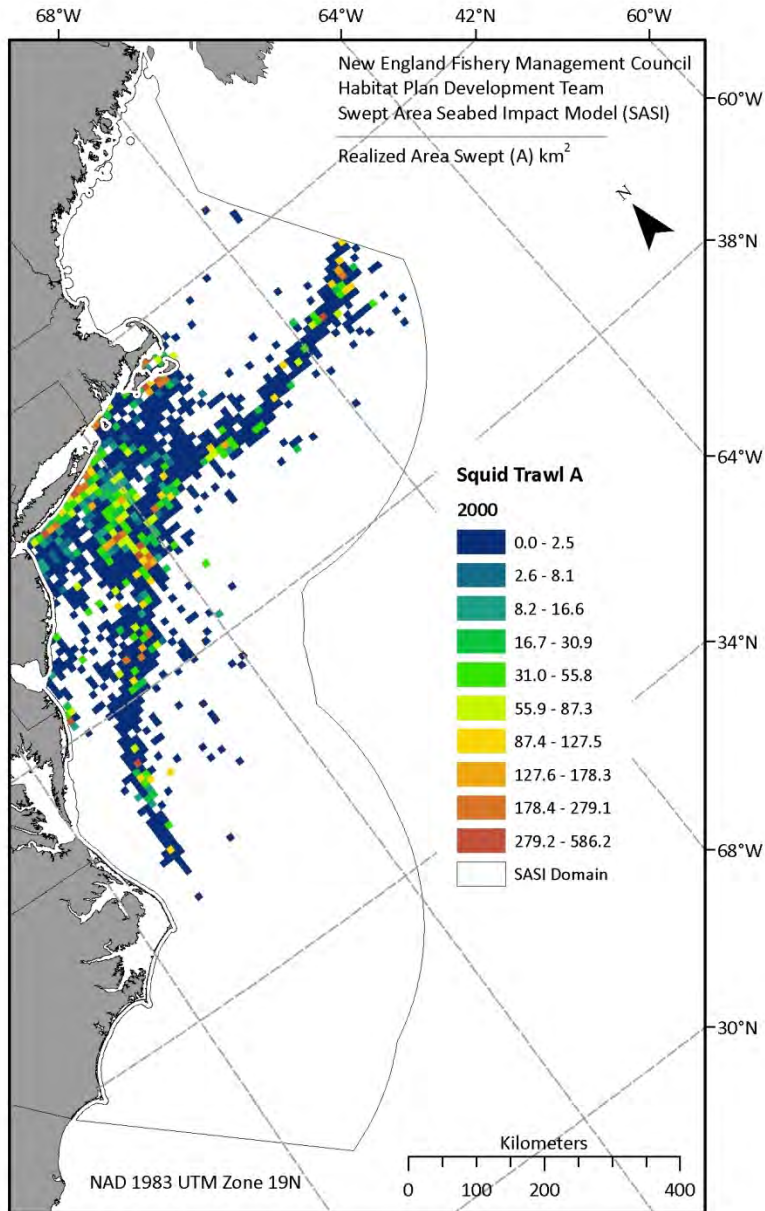 68°W 64°W 42°N 60°W
New England Fishery Management Council
Habitat Plan Development Team
Swept Area Seabed Impact Model (SASI)
Realized Area Swept (A) km²
N
60°W
38°N
64°W
34°N
68°W
30°N
Squid Trawl A
2000
0.0 - 2.5
2.6 - 8.1
8.2 - 16.6
16.7 - 30.9
31.0 - 55.8
55.9 - 87.3
87.4 - 127.5
127.6 - 178.3
178.4 - 279.1
279.2 - 586.2
SASI Domain
Kilometers
0 100 200 400
NAD 1983 UTM Zone 19N